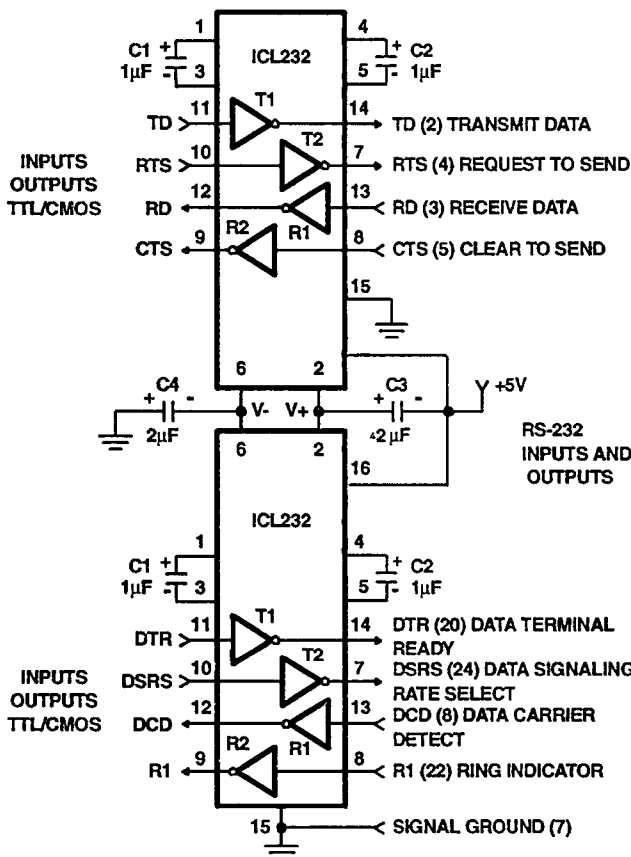 1
4
C1 +
ICL232
+ C2
1µF -
- 1µF
3
5
T1
11
14
TD
TD (2) TRANSMIT DATA
T2
10
7
RTS
RTS (4) REQUEST TO SEND
INPUTS
OUTPUTS
TTL/CMOS
12
13
RD
RD (3) RECEIVE DATA
R2
R1
9
8
CTS
CTS (5) CLEAR TO SEND
15
6
2
C4
+ -
C3
+ -
+5V
V-
V+
2µF
2µF
6
2
16
RS-232
INPUTS AND
OUTPUTS
ICL232
1
4
C1 +
+ C2
1µF -
- 1µF
3
5
T1
11
14
DTR
DTR (20) DATA TERMINAL
READY
T2
10
7
DSRS
DSRS (24) DATA SIGNALING
RATE SELECT
INPUTS
OUTPUTS
TTL/CMOS
12
13
DCD
DCD (8) DATA CARRIER
DETECT
R2
R1
9
8
R1
R1 (22) RING INDICATOR
15
SIGNAL GROUND (7)